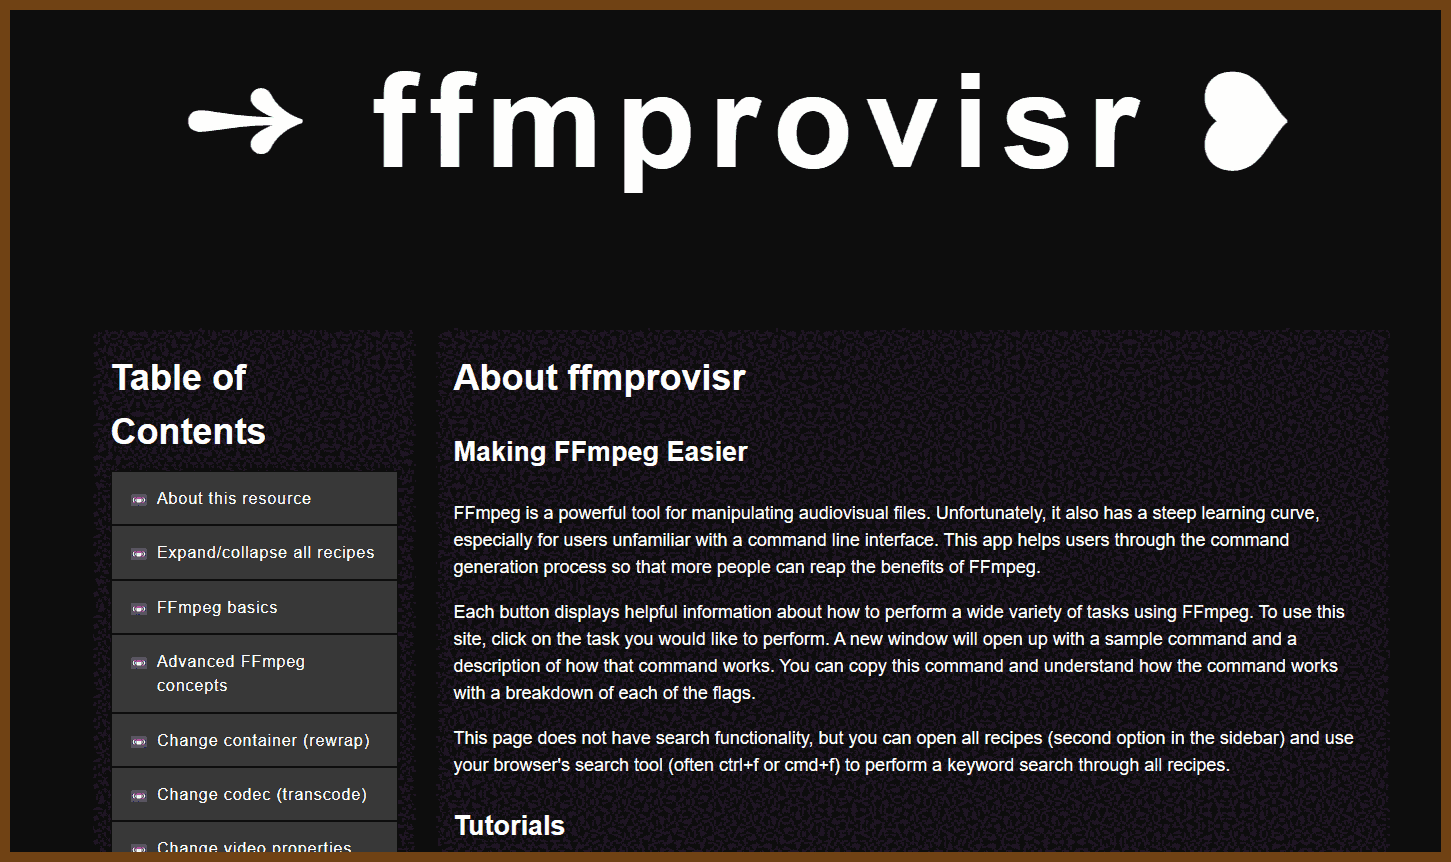 ➺ ffmprovisr ❥
Table of
Contents
About this resource
Expand/collapse all recipes
FFmpeg basics
Advanced FFmpeg
concepts
Change container (rewrap)
Change codec (transcode)
Change video properties
About ffmprovisr
Making FFmpeg Easier
FFmpeg is a powerful tool for manipulating audiovisual files. Unfortunately, it also has a steep learning curve,
especially for users unfamiliar with a command line interface. This app helps users through the command
generation process so that more people can reap the benefits of FFmpeg.
Each button displays helpful information about how to perform a wide variety of tasks using FFmpeg. To use this
site, click on the task you would like to perform. A new window will open up with a sample command and a
description of how that command works. You can copy this command and understand how the command works
with a breakdown of each of the flags.
This page does not have search functionality, but you can open all recipes (second option in the sidebar) and use
your browser's search tool (often ctrl+f or cmd+f) to perform a keyword search through all recipes.
Tutorials